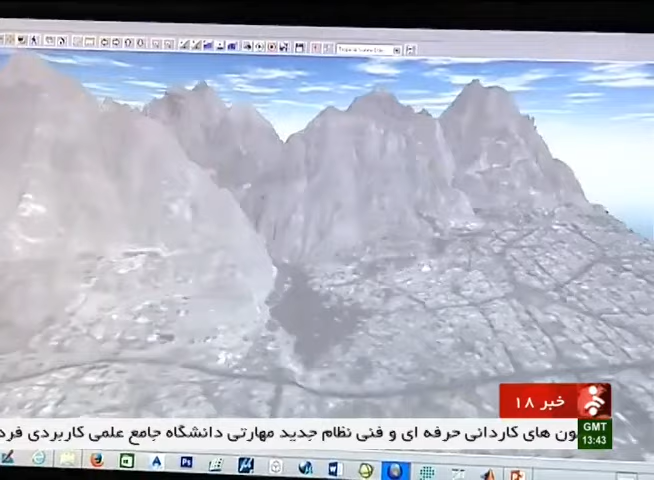 خبر ۱۸
GMT
13:43
ون های کاردانی حرفه ای و فنی نظام جدید مهارتی دانشگاه جامع علمی کاربردی فرد